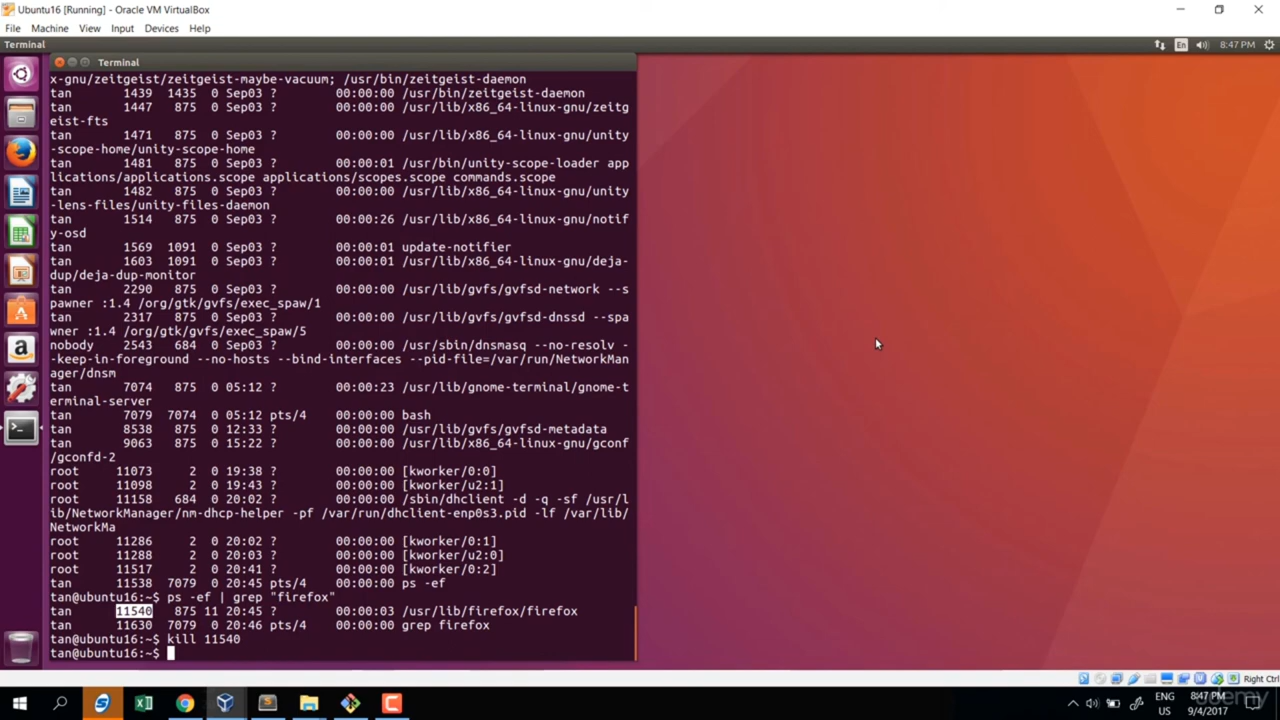 Ubuntu16 [Running] - Oracle VM VirtualBox
File Machine View Input Devices Help
Terminal En 8:47 PM
Terminal
x-gnu/zeitgeist/zeitgeist-maybe-vacuum; /usr/bin/zeitgeist-daemon
tan 1439 1435 0 Sep03 ? 00:00:00 /usr/bin/zeitgeist-daemon
tan 1447 875 0 Sep03 ? 00:00:00 /usr/lib/x86_64-linux-gnu/zeitg
eist-fts
tan 1471 875 0 Sep03 ? 00:00:00 /usr/lib/x86_64-linux-gnu/unity
-scope-home/unity-scope-home
tan 1481 875 0 Sep03 ? 00:00:01 /usr/bin/unity-scope-loader app
lications/applications.scope applications/scopes.scope commands.scope
tan 1482 875 0 Sep03 ? 00:00:00 /usr/lib/x86_64-linux-gnu/unity
-lens-files/unity-files-daemon
tan 1514 875 0 Sep03 ? 00:00:26 /usr/lib/x86_64-linux-gnu/notif
y-osd
tan 1569 1091 0 Sep03 ? 00:00:01 update-notifier
tan 1603 1091 0 Sep03 ? 00:00:01 /usr/lib/x86_64-linux-gnu/deja-
dup/deja-dup-monitor
tan 2290 875 0 Sep03 ? 00:00:00 /usr/lib/gvfs/gvfsd-network --s
pawner :1.4 /org/gtk/gvfs/exec_spaw/1
tan 2317 875 0 Sep03 ? 00:00:00 /usr/lib/gvfs/gvfsd-dnssd --spa
wner :1.4 /org/gtk/gvfs/exec_spaw/5
nobody 2543 684 0 Sep03 ? 00:00:00 /usr/sbin/dnsmasq --no-resolv -
-keep-in-foreground --no-hosts --bind-interfaces --pid-file=/var/run/NetworkMan
ager/dnsm
tan 7074 875 0 05:12 ? 00:00:23 /usr/lib/gnome-terminal/gnome-t
erminal-server
tan 7079 7074 0 05:12 pts/4 00:00:00 bash
tan 8538 875 0 12:33 ? 00:00:00 /usr/lib/gvfs/gvfsd-metadata
tan 9063 875 0 15:22 ? 00:00:00 /usr/lib/x86_64-linux-gnu/gconf
/gconfd-2
root 11073 2 0 19:38 ? 00:00:00 [kworker/0:0]
root 11098 2 0 19:42 ? 00:00:00 [kworker/u2:1]
root 11158 684 0 20:02 ? 00:00:00 /sbin/dhclient -d -q -sf /usr/l
ib/NetworkManager/nm-dhcp-helper -pf /var/run/dhclient-enp0s3.pid -lf /var/lib/
NetworkMa
root 11286 2 0 20:02 ? 00:00:00 [kworker/0:1]
root 11288 2 0 20:03 ? 00:00:00 [kworker/u2:0]
root 11517 2 0 20:41 ? 00:00:00 [kworker/0:2]
tan 11538 7079 0 20:45 pts/4 00:00:00 ps -ef
tan@ubuntu16:~$ ps -ef | grep "firefox"
tan 11540 875 11 20:45 ? 00:00:03 /usr/lib/firefox/firefox
tan 11630 7079 0 20:46 pts/4 00:00:00 grep firefox
tan@ubuntu16:~$ kill 11540
tan@ubuntu16:~$
Right Ctrl
ENG 8:47 PM
US 9/4/2017
udemy